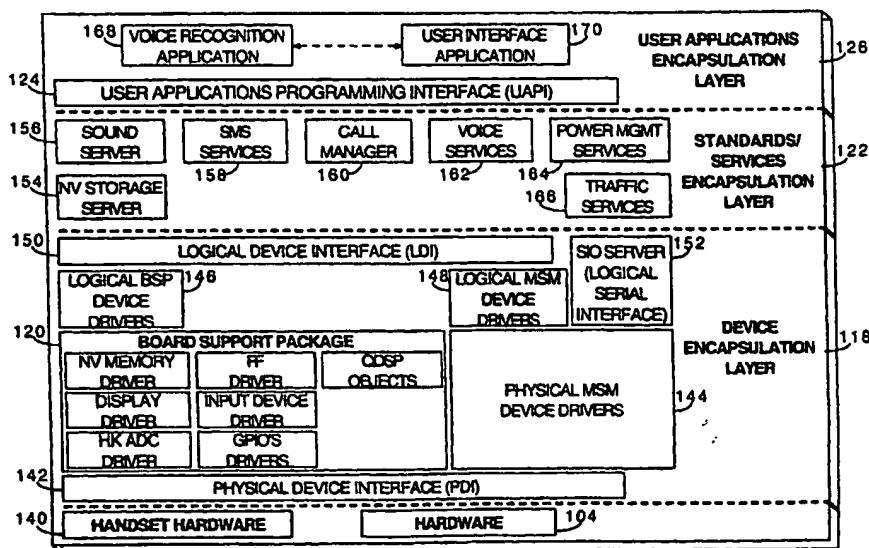 168 VOICE RECOGNITION APPLICATION
USER INTERFACE APPLICATION 170
USER APPLICATIONS ENCAPSULATION LAYER 126
124 USER APPLICATIONS PROGRAMMING INTERFACE (UAPI)
156 SOUND SERVER
SMS SERVICES 158
CALL MANAGER 160
VOICE SERVICES 162
POWER MGMT SERVICES 164
STANDARDS/ SERVICES ENCAPSULATION LAYER 122
154 NV STORAGE SERVER
166 TRAFFIC SERVICES
150 LOGICAL DEVICE INTERFACE (LDI)
152 SIO SERVER (LOGICAL SERIAL INTERFACE)
LOGICAL BSP DEVICE DRIVERS 146
148 LOGICAL MSM DEVICE DRIVERS
120 BOARD SUPPORT PACKAGE
NV MEMORY DRIVER
RF DRIVER
QDSP OBJECTS
DISPLAY DRIVER
INPUT DEVICE DRIVER
HK ADC DRIVER
GPIO'S DRIVERS
PHYSICAL MSM DEVICE DRIVERS 144
DEVICE ENCAPSULATION LAYER 118
142 PHYSICAL DEVICE INTERFACE (PDI)
140 HANDSET HARDWARE
HARDWARE 104